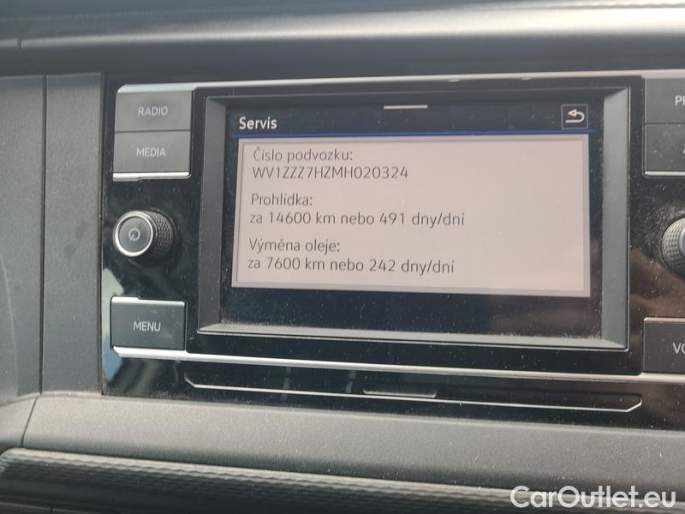 RADIO
MEDIA
MENU
Servis
Číslo podvozku:
WV1ZZZ7HZMH020324
Prohlídka:
za 14600 km nebo 491 dny/dní
Výměna oleje:
za 7600 km nebo 242 dny/dní
CarOutlet.eu